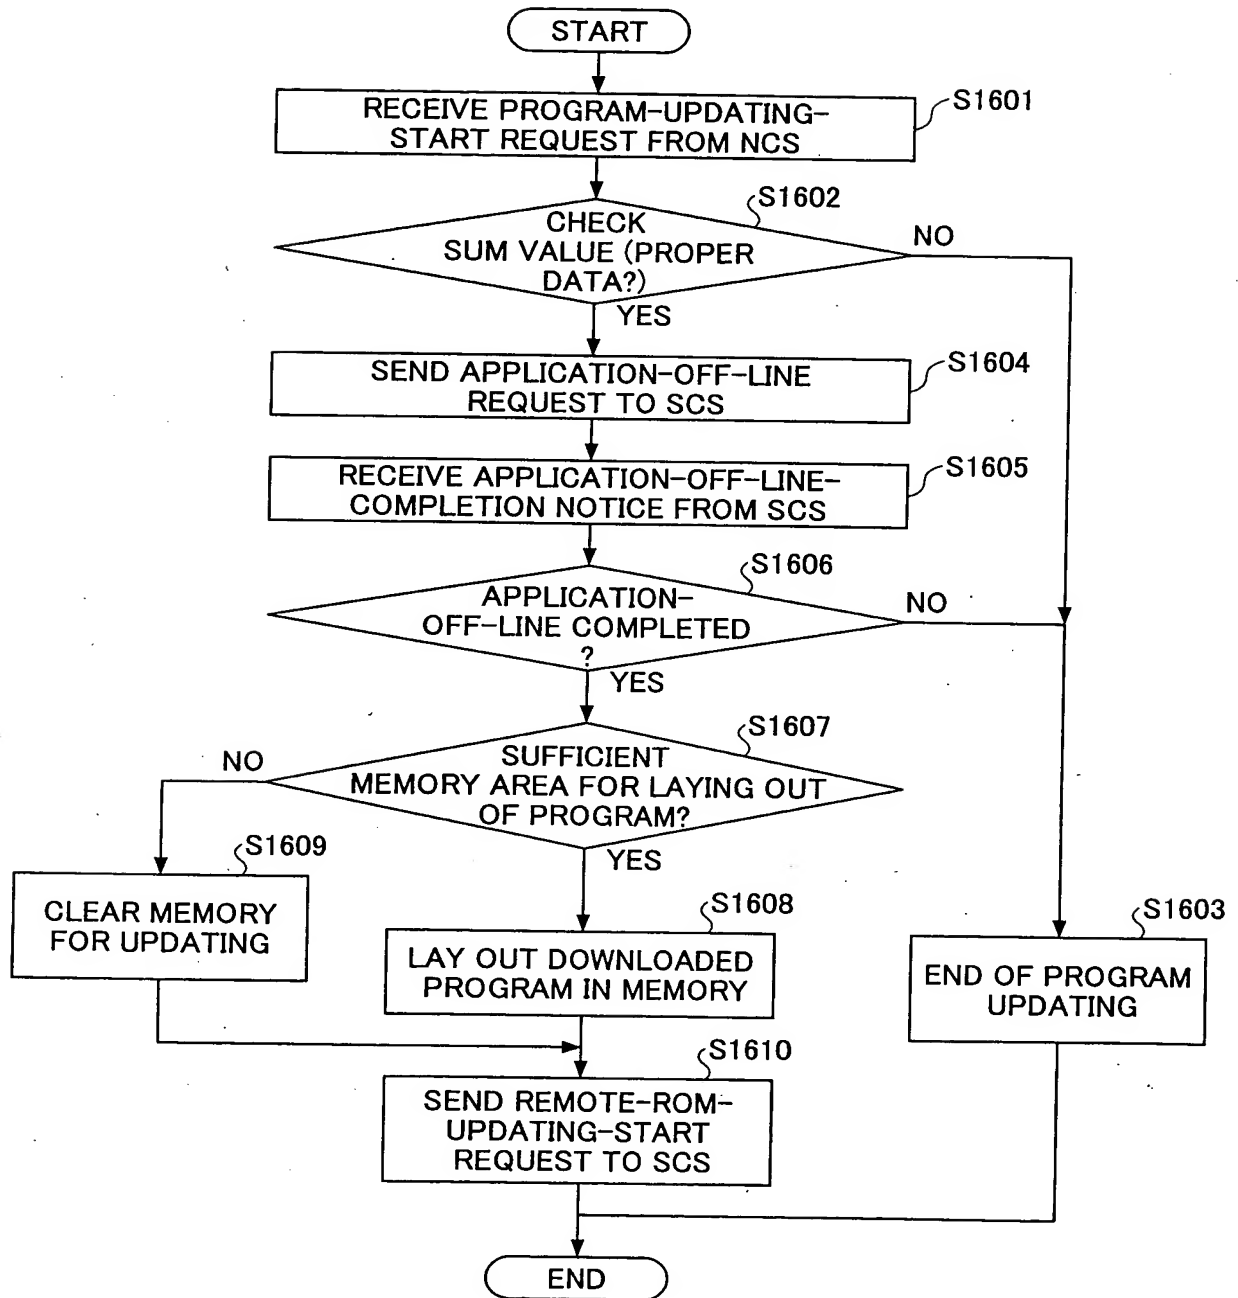 START
RECEIVE PROGRAM-UPDATING-
START REQUEST FROM NCS
S1601
CHECK
SUM VALUE (PROPER
DATA?)
S1602
NO
YES
SEND APPLICATION-OFF-LINE
REQUEST TO SCS
S1604
RECEIVE APPLICATION-OFF-LINE-
COMPLETION NOTICE FROM SCS
S1605
APPLICATION-
OFF-LINE COMPLETED
?
S1606
NO
YES
SUFFICIENT
MEMORY AREA FOR LAYING OUT
OF PROGRAM?
S1607
NO
YES
CLEAR MEMORY
FOR UPDATING
S1609
LAY OUT DOWNLOADED
PROGRAM IN MEMORY
S1608
END OF PROGRAM
UPDATING
S1603
SEND REMOTE-ROM-
UPDATING-START
REQUEST TO SCS
S1610
END